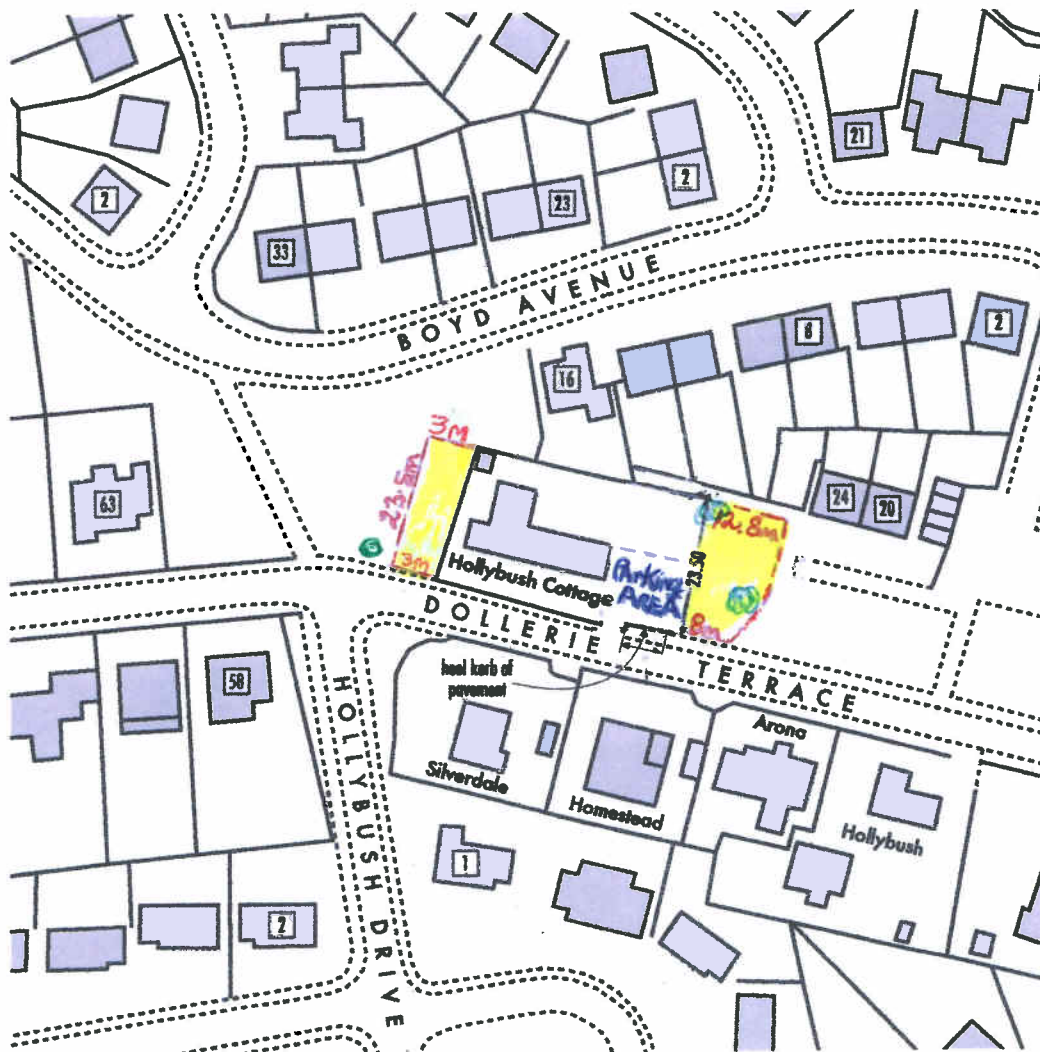 21
2
2
23
33
BOYD AVENUE
2
8
16
3m
63
23.5m
24
20
12.8m
3m
Hollybush Cottage
Parking
AREA
23.50
8m
DOLLERIE TERRACE
heel kerb of
pavement
58
HOLLYBUSH DRIVE
Arona
Silverdale
Homestead
Hollybush
1
2